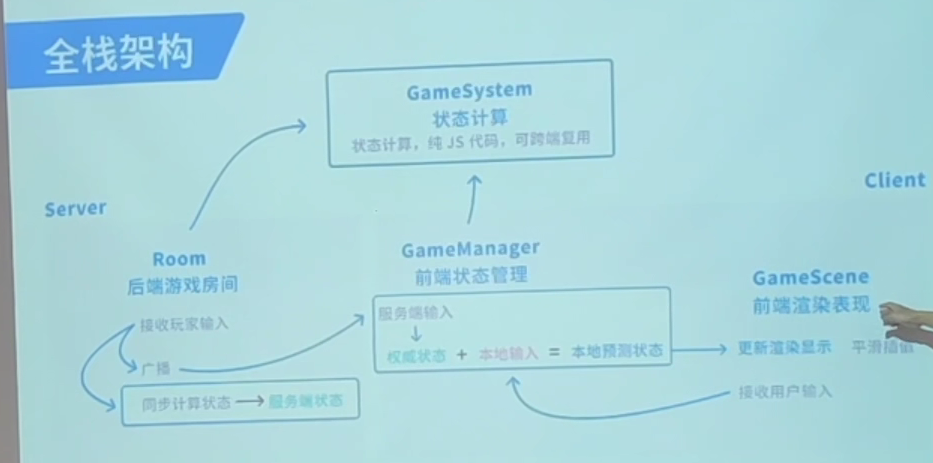 全栈架构
GameSystem
状态计算
状态计算，纯 JS 代码，可跨端复用
Server
Client
Room
后端游戏房间
GameManager
前端状态管理
GameScene
前端渲染表现
接收玩家输入
广播
同步计算状态 → 服务端状态
服务端输入
↓
权威状态 + 本地输入 = 本地预测状态
更新渲染显示 平滑插值
接收用户输入